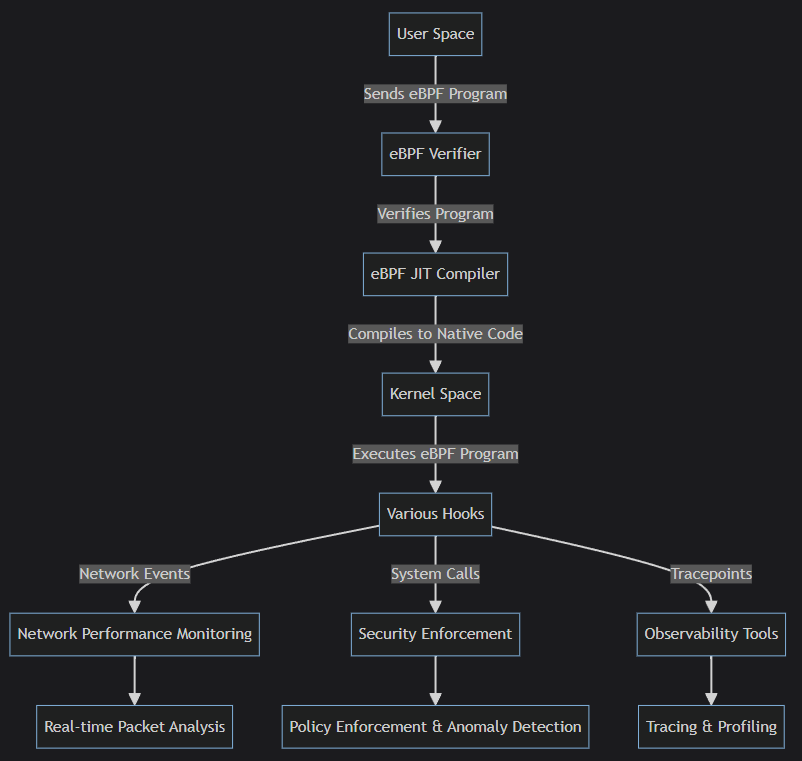 User Space
Sends eBPF Program
eBPF Verifier
Verifies Program
eBPF JIT Compiler
Compiles to Native Code
Kernel Space
Executes eBPF Program
Various Hooks
Network Events
System Calls
Tracepoints
Network Performance Monitoring
Security Enforcement
Observability Tools
Real-time Packet Analysis
Policy Enforcement & Anomaly Detection
Tracing & Profiling